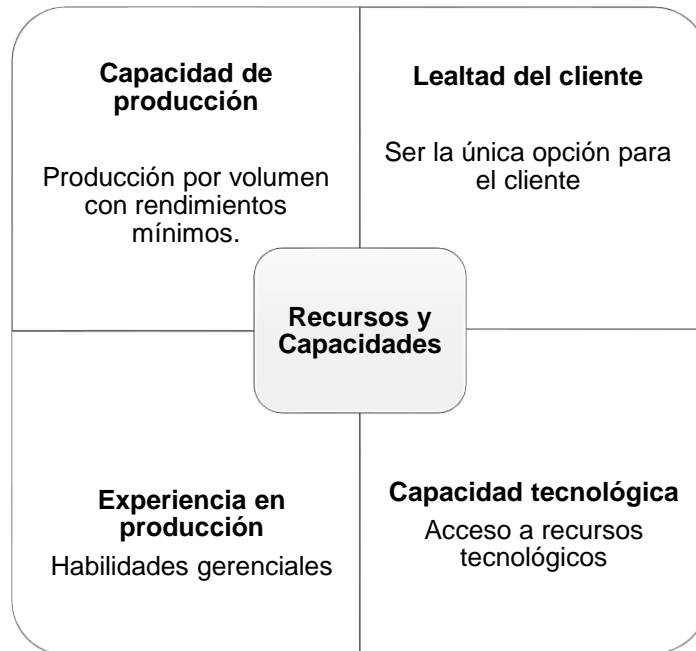 Capacidad de
producción
Producción por volumen
con rendimientos
mínimos.
Lealtad del cliente
Ser la única opción para
el cliente
Recursos y
Capacidades
Experiencia en
producción
Habilidades gerenciales
Capacidad tecnológica
Acceso a recursos
tecnológicos